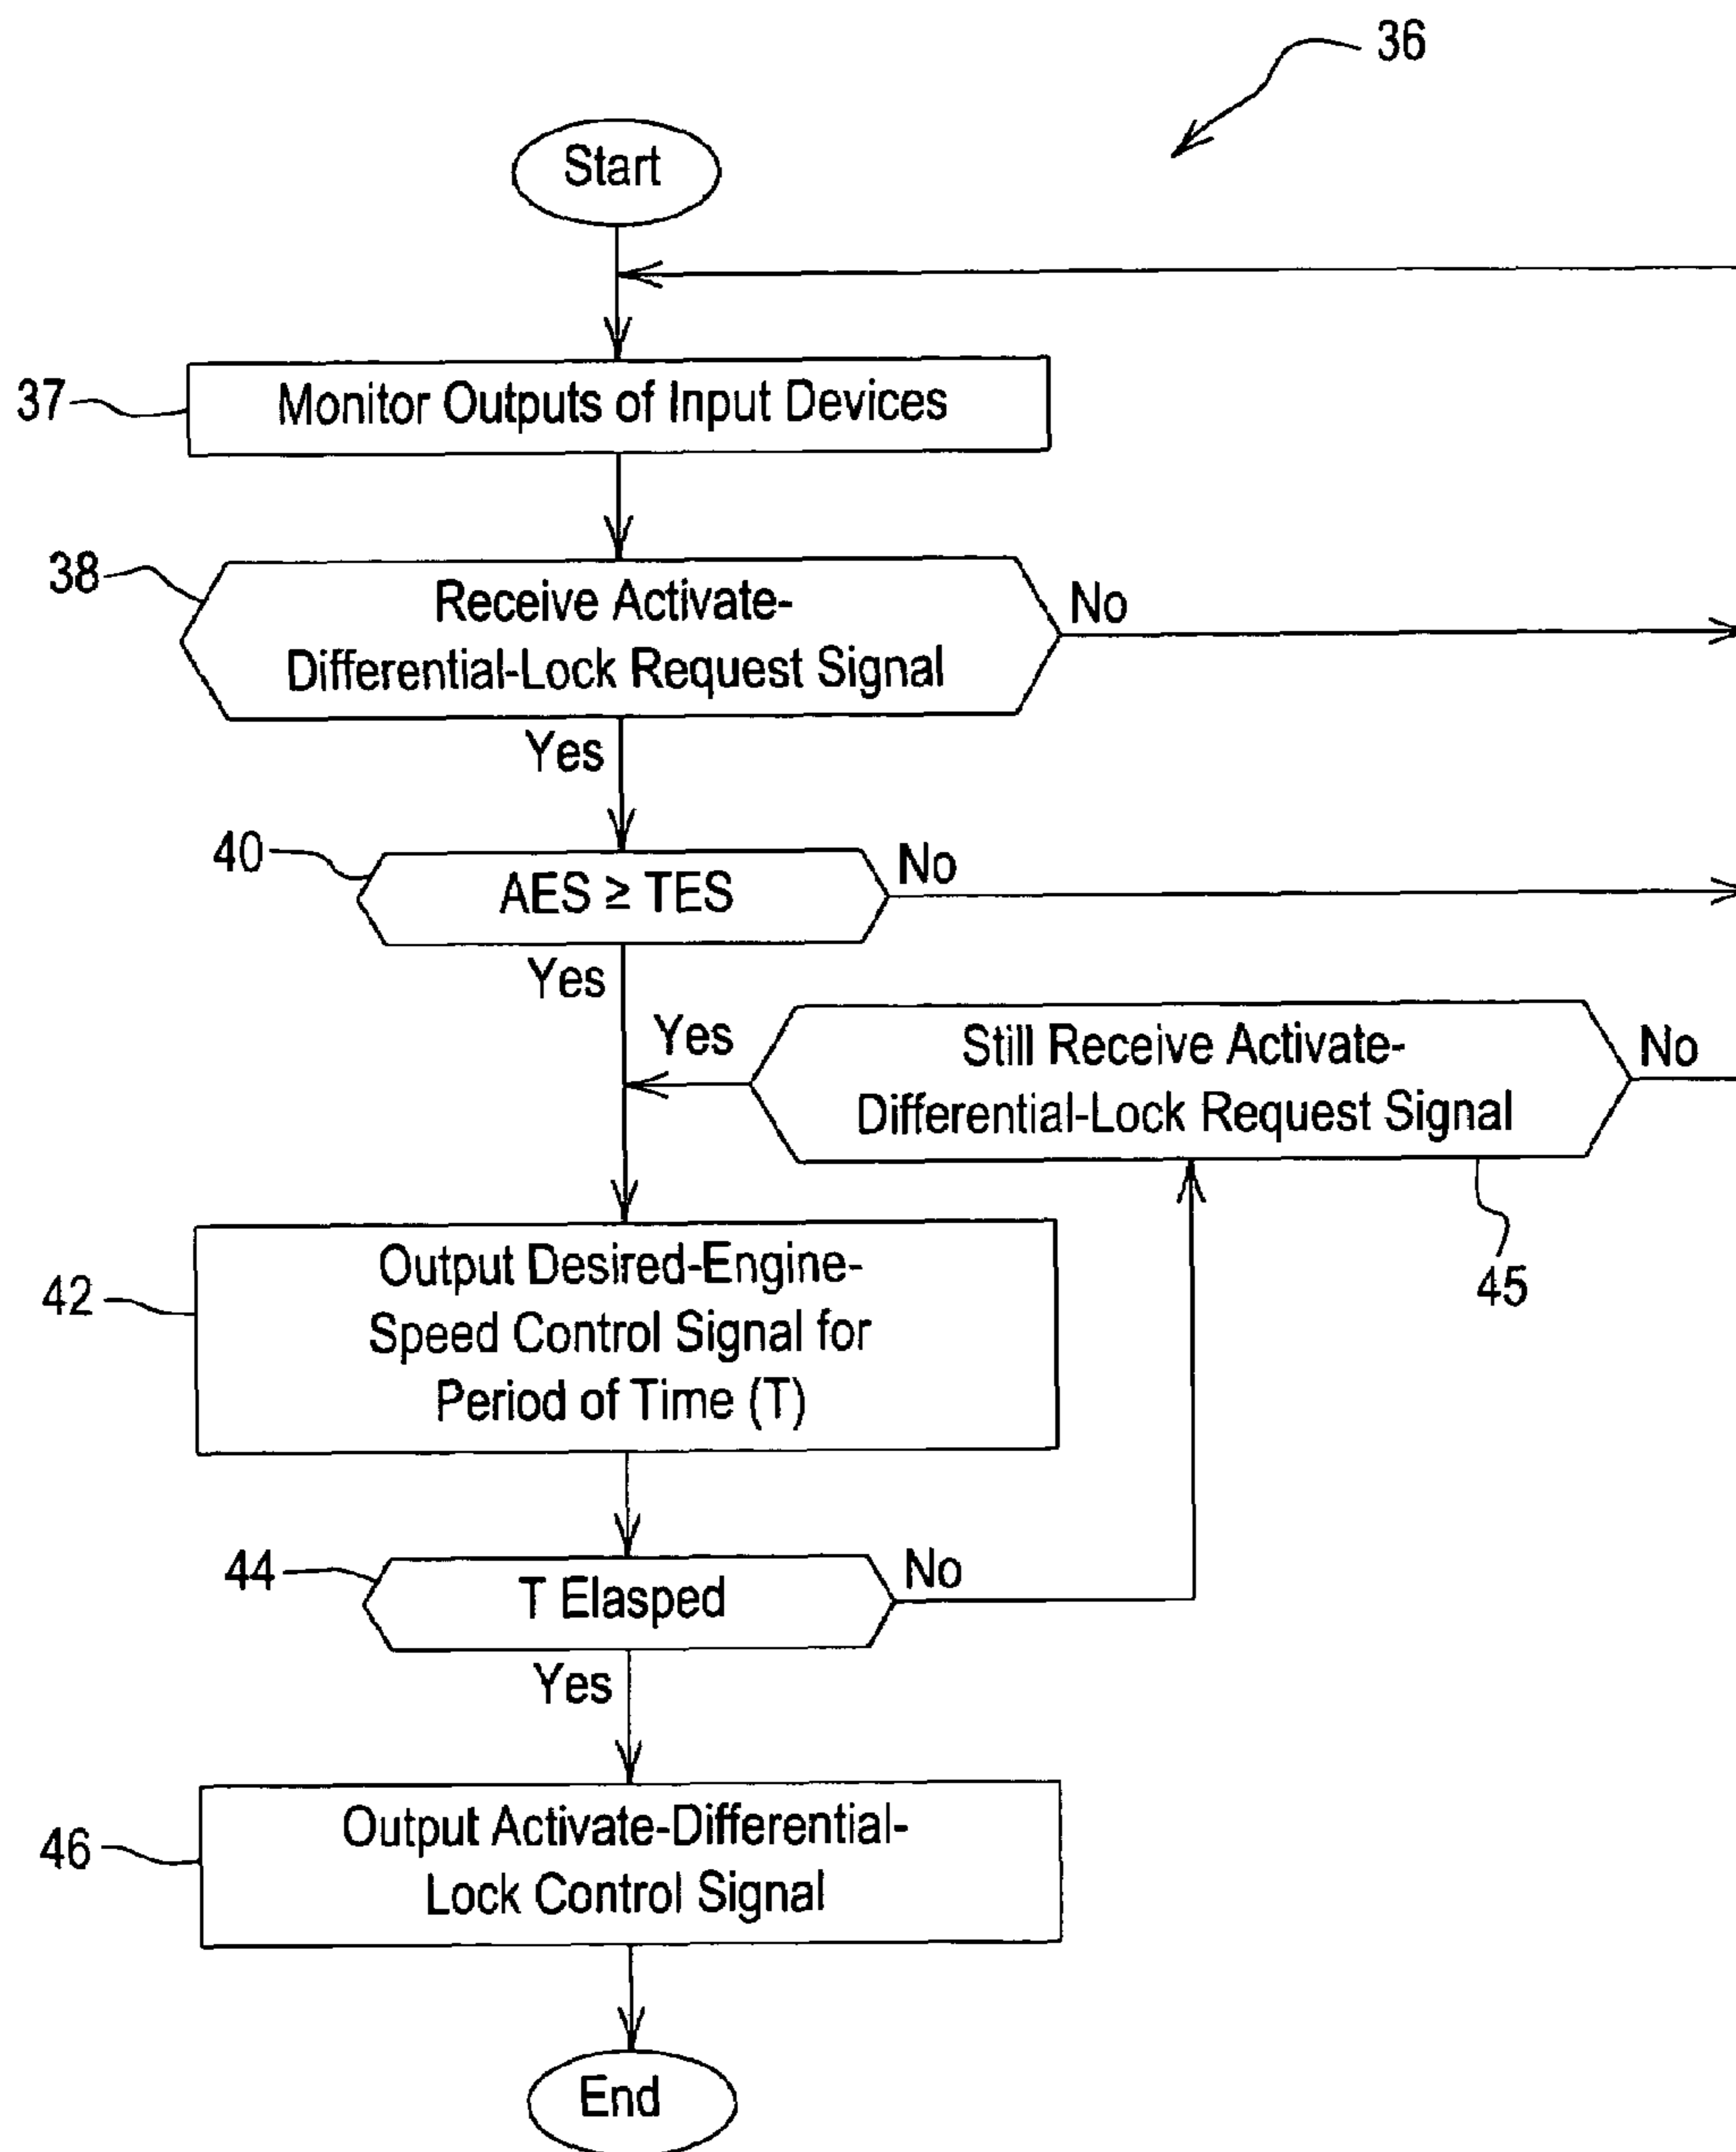 36
Start
37
Monitor Outputs of Input Devices
38
Receive Activate-
Differential-Lock Request Signal
No
Yes
40
AES ≥ TES
No
Yes
Yes
Still Receive Activate-
Differential-Lock Request Signal
No
45
42
Output Desired-Engine-
Speed Control Signal for
Period of Time (T)
44
T Elasped
No
Yes
46
Output Activate-Differential-
Lock Control Signal
End